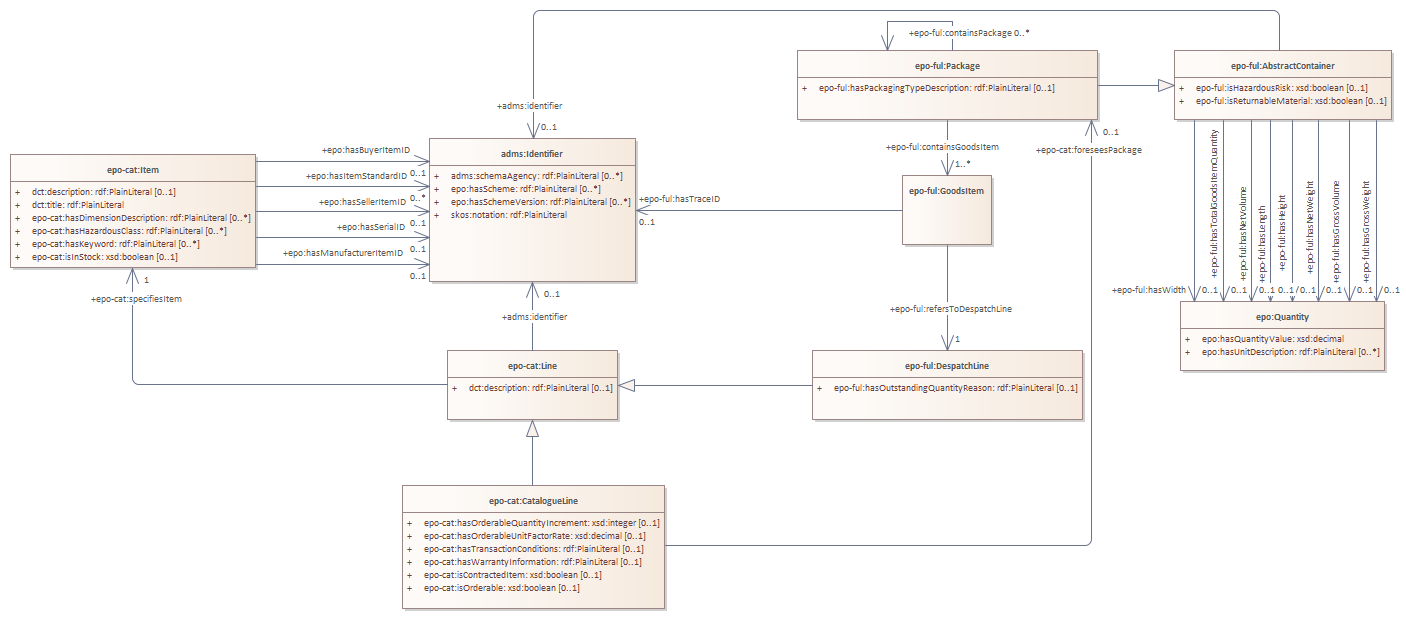 +epo-ful:containsPackage 0..*
epo-ful:Package
+ epo-ful:hasPackagingTypeDescription: rdf:PlainLiteral [0..1]
epo-ful:AbstractContainer
+ epo-ful:isHazardousRisk: xsd:boolean [0..1]
+ epo-ful:isReturnableMaterial: xsd:boolean [0..1]
+adms:identifier
0..1
+epo-ful:containsGoodsItem
1..*
0..1
+epo-cat:foreseesPackage
epo-cat:Item
+ dct:description: rdf:PlainLiteral [0..1]
+ dct:title: rdf:PlainLiteral
+ epo-cat:hasDimensionDescription: rdf:PlainLiteral [0..*]
+ epo-cat:hasHazardousClass: rdf:PlainLiteral [0..*]
+ epo-cat:hasKeyword: rdf:PlainLiteral [0..*]
+ epo-cat:isInStock: xsd:boolean [0..1]
+epo:hasBuyerItemID
0..1
+epo:hasItemStandardID
0..*
+epo:hasSellerItemID
0..1
+epo:hasSerialID
0..1
+epo:hasManufacturerItemID
0..1
adms:Identifier
+ adms:schemaAgency: rdf:PlainLiteral [0..*]
+ epo:hasScheme: rdf:PlainLiteral [0..*]
+ epo:hasSchemeVersion: rdf:PlainLiteral [0..*]
+ skos:notation: rdf:PlainLiteral
+epo-ful:hasTraceID
0..1
epo-ful:GoodsItem
+epo-ful:hasTotalGoodsItemQuantity
+epo-ful:hasNetVolume
+epo-ful:hasLength
+epo-ful:hasHeight
+epo-ful:hasNetWeight
+epo-ful:hasGrossVolume
+epo-ful:hasGrossWeight
+epo-ful:hasWidth
0..1
0..1
0..1
0..1
0..1
0..1
0..1
0..1
epo:Quantity
+ epo:hasQuantityValue: xsd:decimal
+ epo:hasUnitDescription: rdf:PlainLiteral [0..*]
1
+epo-cat:specifiesItem
0..1
+adms:identifier
+epo-ful:refersToDespatchLine
1
epo-cat:Line
+ dct:description: rdf:PlainLiteral [0..1]
epo-ful:DespatchLine
+ epo-ful:hasOutstandingQuantityReason: rdf:PlainLiteral [0..1]
epo-cat:CatalogueLine
+ epo-cat:hasOrderableQuantityIncrement: xsd:integer [0..1]
+ epo-cat:hasOrderableUnitFactorRate: xsd:decimal [0..1]
+ epo-cat:hasTransactionConditions: rdf:PlainLiteral [0..1]
+ epo-cat:hasWarrantyInformation: rdf:PlainLiteral [0..1]
+ epo-cat:isContractedItem: xsd:boolean [0..1]
+ epo-cat:isOrderable: xsd:boolean [0..1]